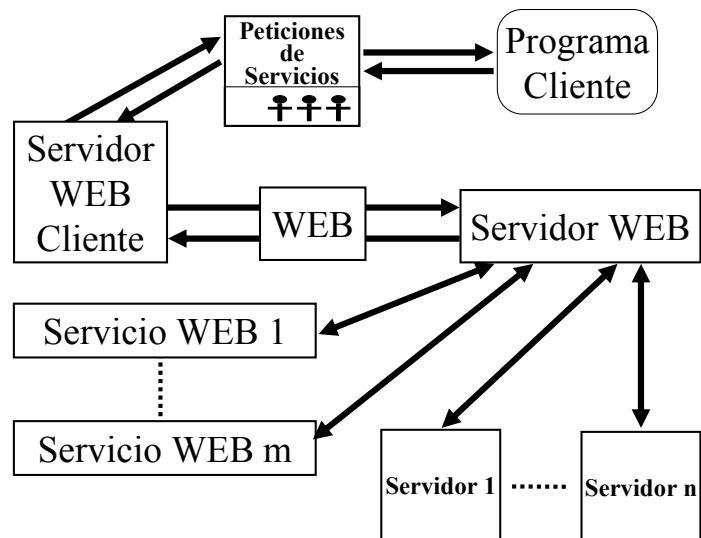 Peticiones
de
Servicios
Programa
Cliente
Servidor
WEB
Cliente
WEB
Servidor WEB
Servicio WEB 1
Servicio WEB m
Servidor 1
Servidor n